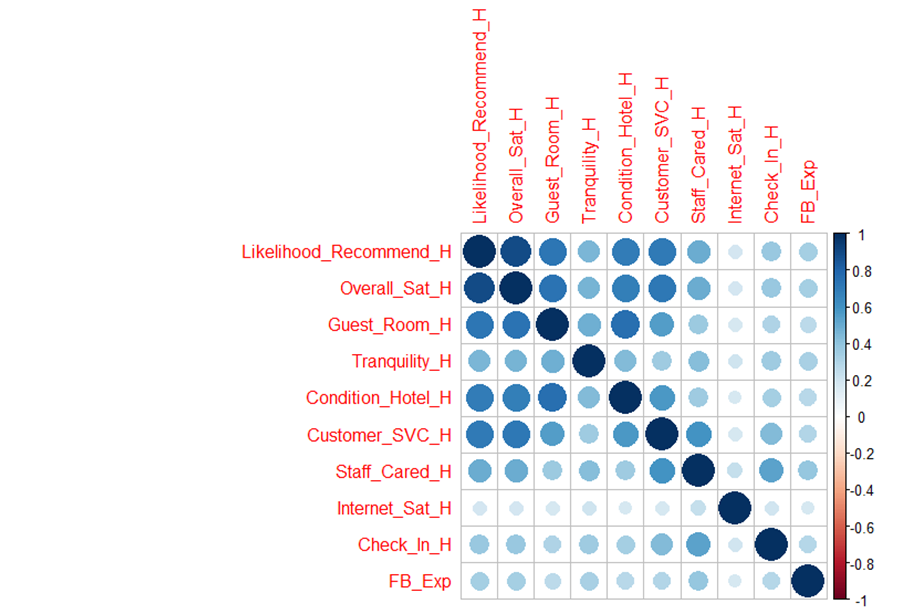 Likelihood_Recommend_H
Overall_Sat_H
Guest_Room_H
Tranquility_H
Condition_Hotel_H
Customer_SVC_H
Staff_Cared_H
Internet_Sat_H
Check_In_H
FB_Exp
Likelihood_Recommend_H
Overall_Sat_H
Guest_Room_H
Tranquility_H
Condition_Hotel_H
Customer_SVC_H
Staff_Cared_H
Internet_Sat_H
Check_In_H
FB_Exp
1
0.8
0.6
0.4
0.2
0
-0.2
-0.4
-0.6
-0.8
-1